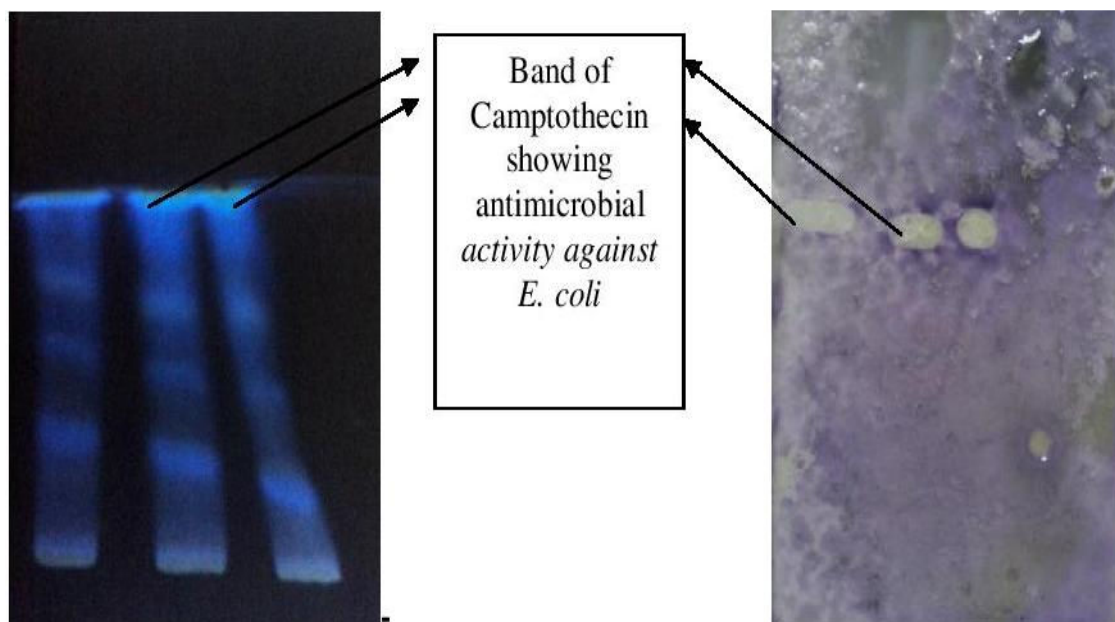 Band of
Camptothecin
showing
antimicrobial
activity against
E. coli